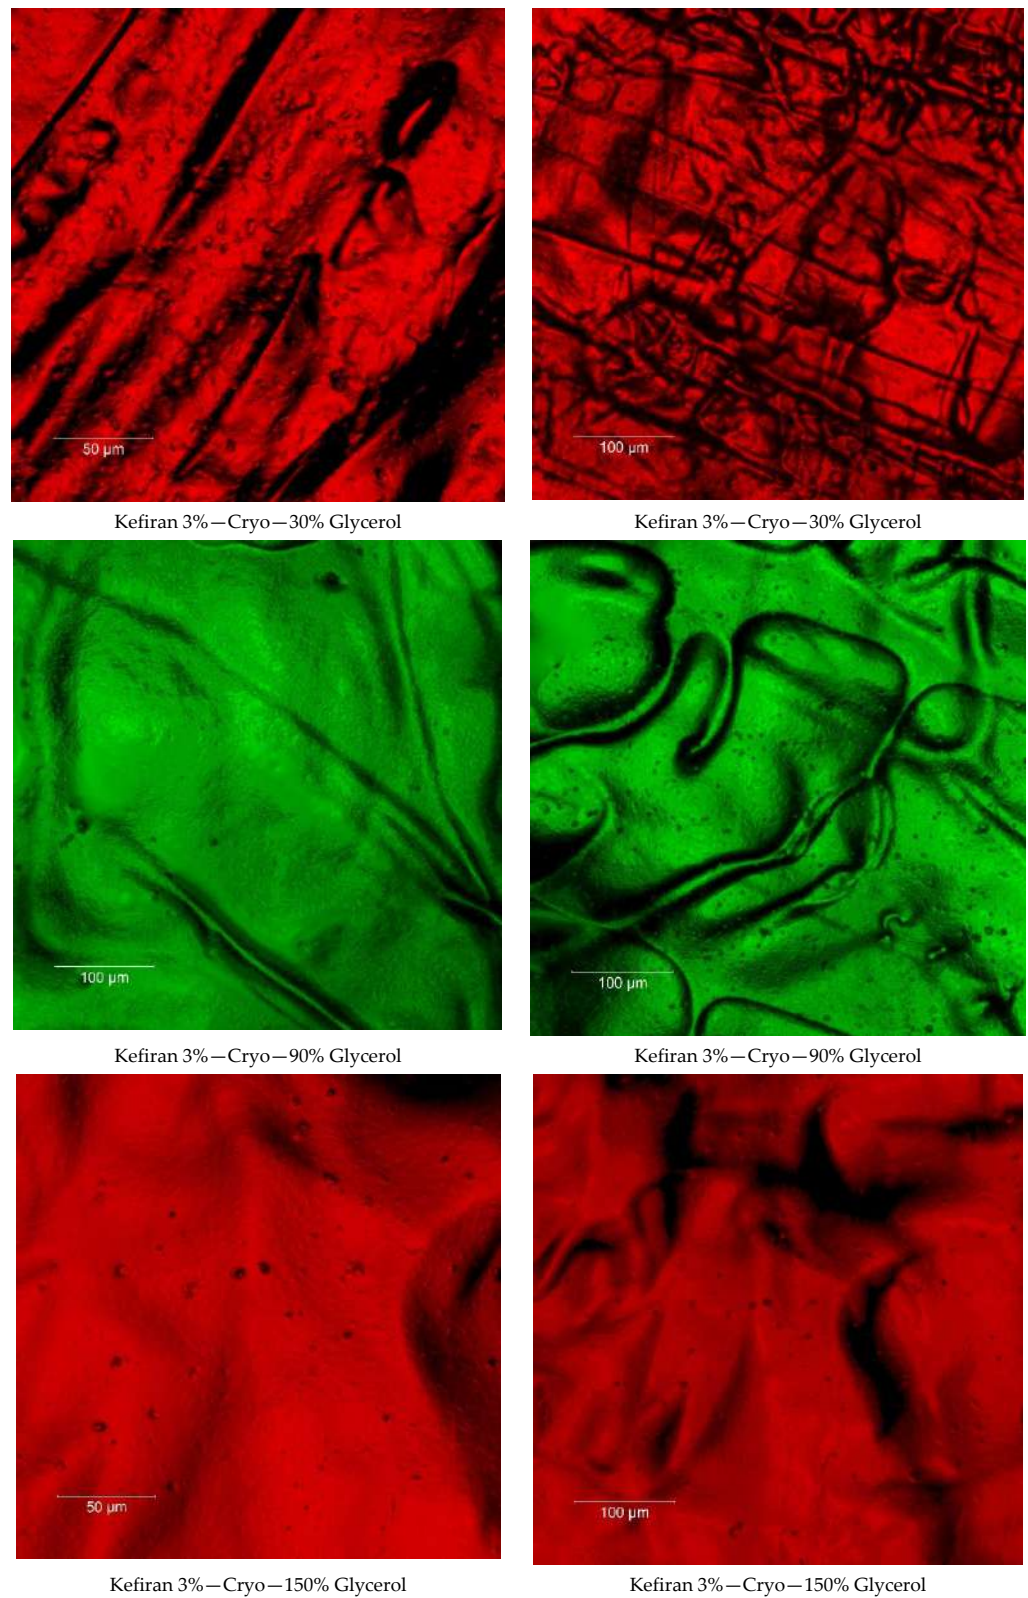 50 µm
100 µm
Kefiran 3%—Cryo—30% Glycerol
Kefiran 3%—Cryo—30% Glycerol
100 µm
100 µm
Kefiran 3%—Cryo—90% Glycerol
Kefiran 3%—Cryo—90% Glycerol
50 µm
100 µm
Kefiran 3%—Cryo—150% Glycerol
Kefiran 3%—Cryo—150% Glycerol